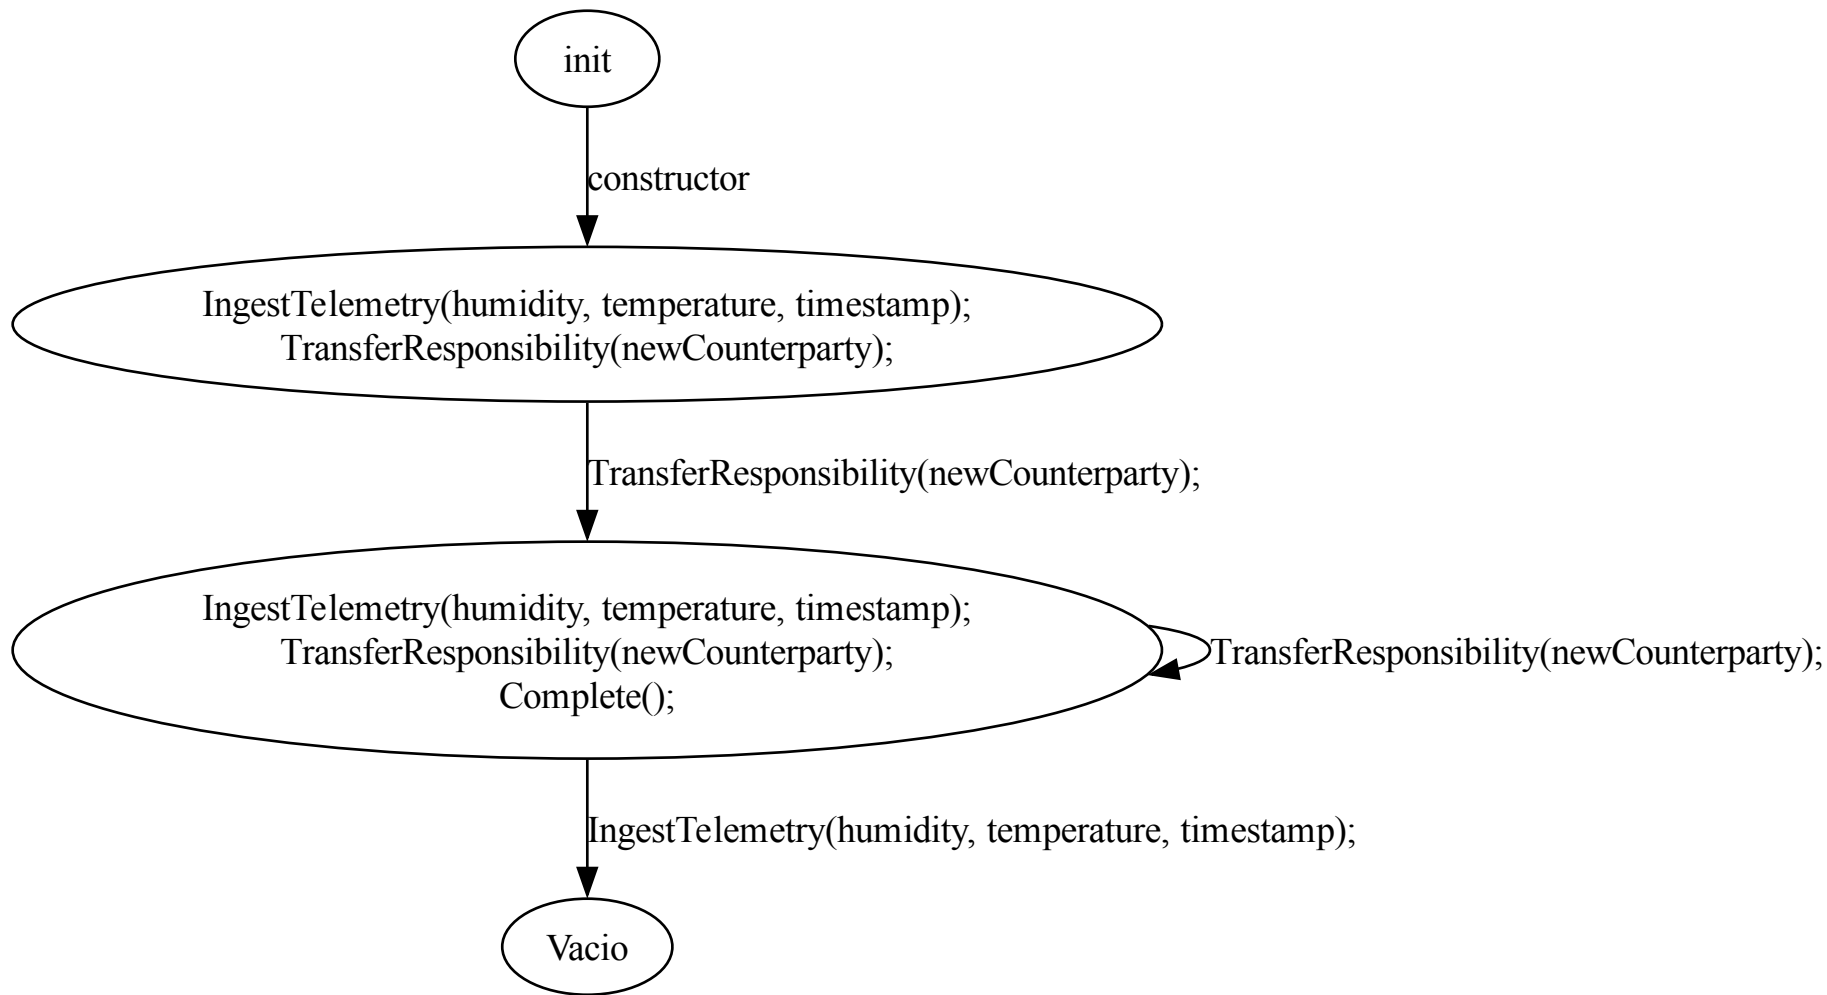 init
constructor
IngestTelemetry(humidity, temperature, timestamp);
TransferResponsibility(newCounterparty);
TransferResponsibility(newCounterparty);
IngestTelemetry(humidity, temperature, timestamp);
TransferResponsibility(newCounterparty);
Complete();
TransferResponsibility(newCounterparty);
IngestTelemetry(humidity, temperature, timestamp);
Vacio